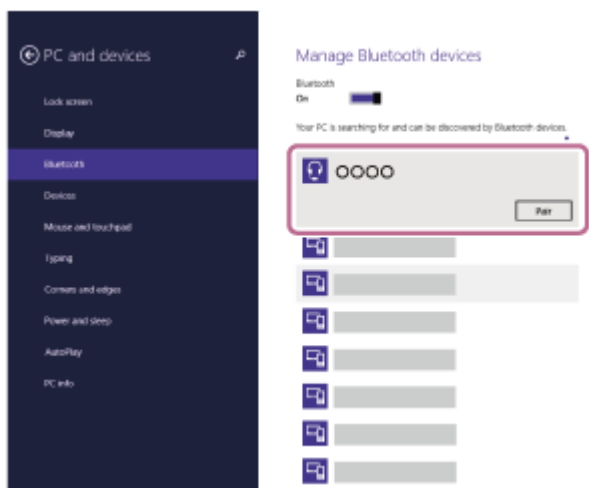 PC and devices
Lock screen
Display
Bluetooth
Devices
Mouse and touchpad
Typing
Corners and edges
Power and sleep
AutoPlay
PC info
Manage Bluetooth devices
Bluetooth
On
Your PC is searching for and can be discovered by Bluetooth devices.
OOOO
Pair